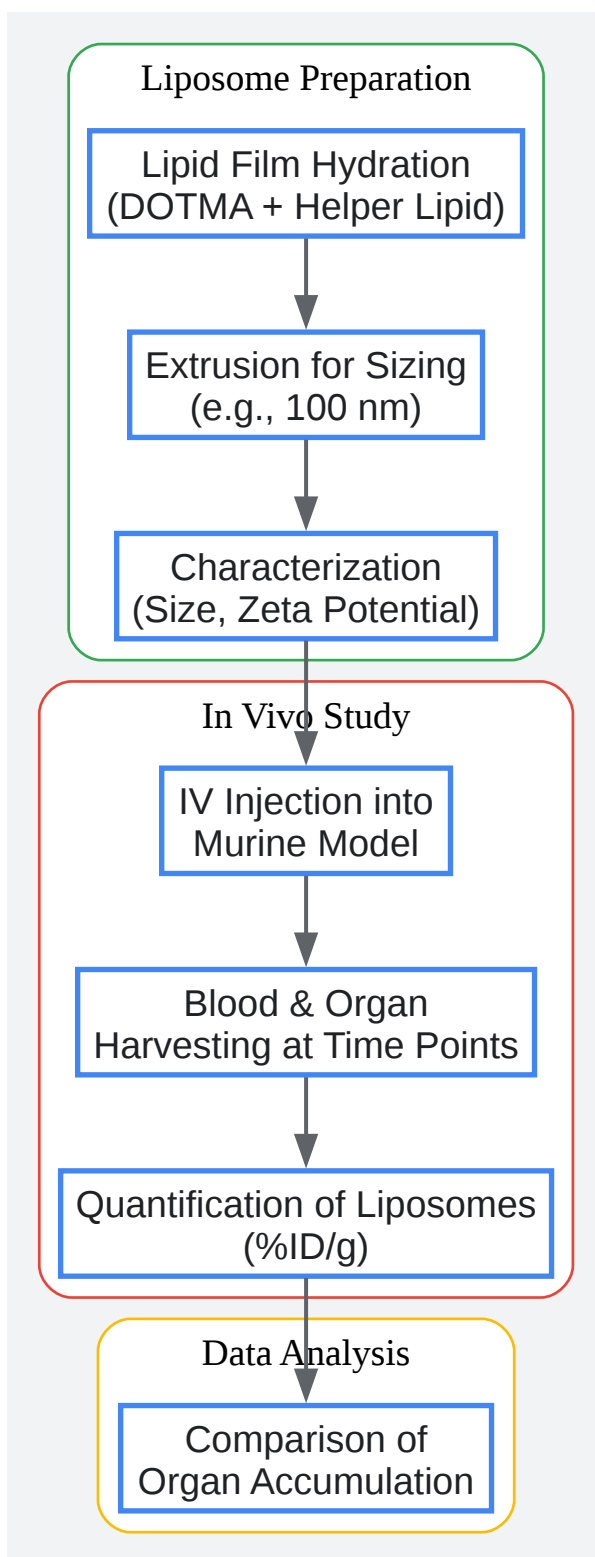 Liposome Preparation
Lipid Film Hydration
(DOTMA + Helper Lipid)
Extrusion for Sizing
(e.g., 100 nm)
Characterization
(Size, Zeta Potential)
In Vivo Study
IV Injection into
Murine Model
Blood & Organ
Harvesting at Time Points
Quantification of Liposomes
(%ID/g)
Data Analysis
Comparison of
Organ Accumulation